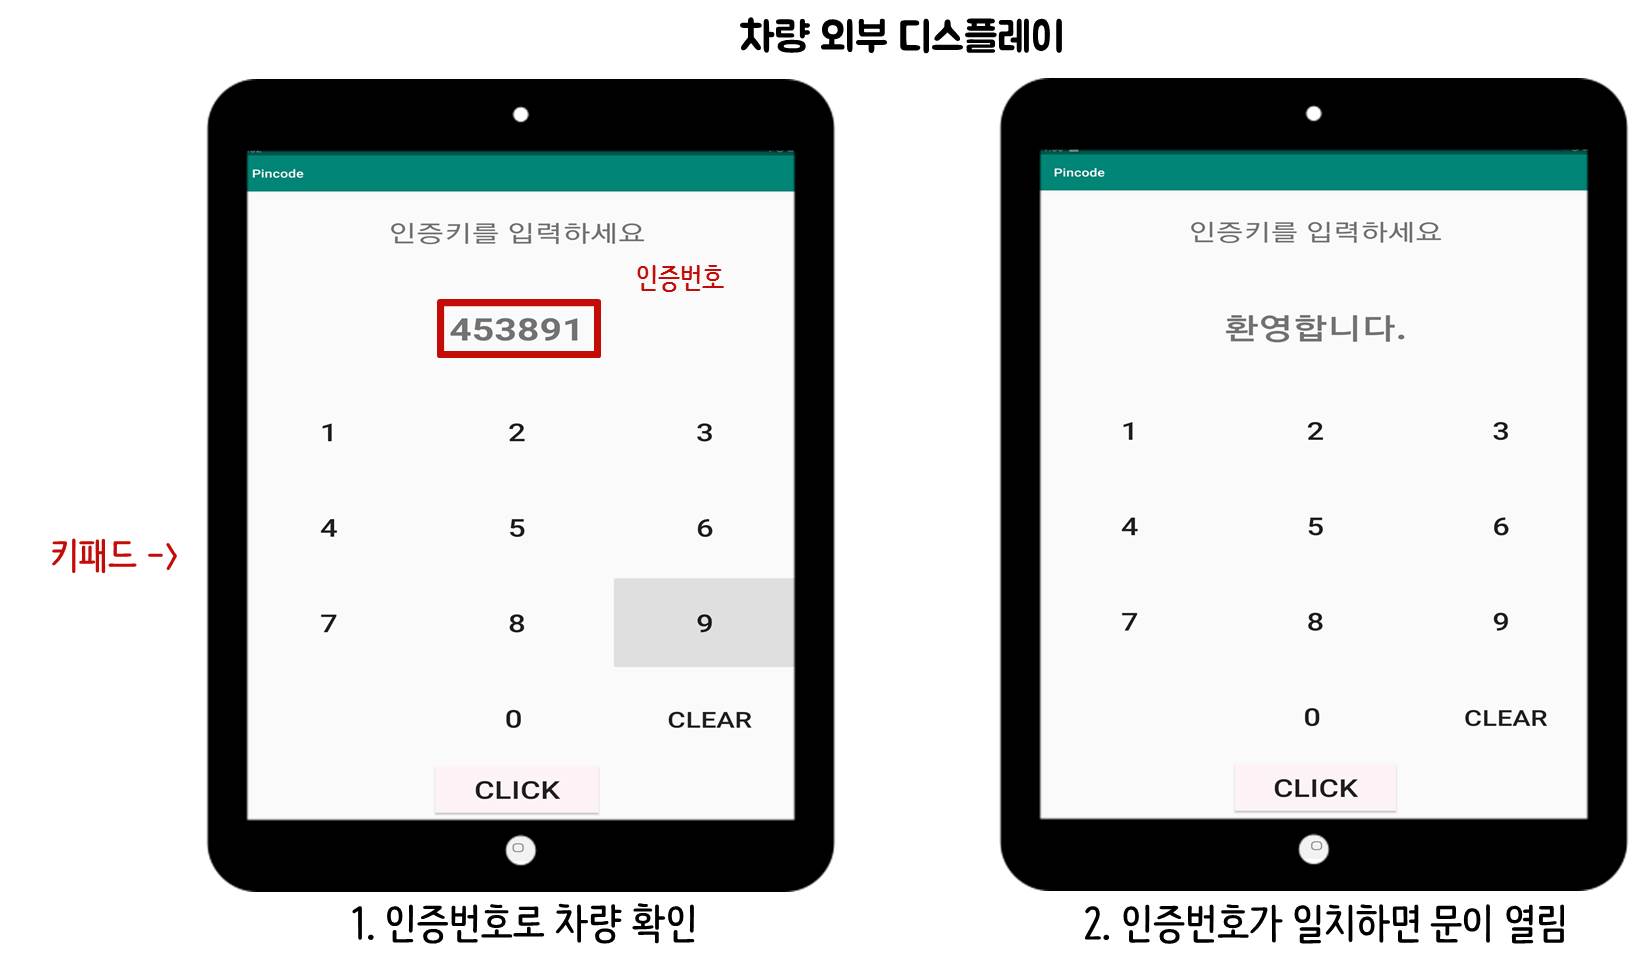 차량 외부 디스플레이
Pincode
인증키를 입력하세요
인증번호
453891
1 2 3
4 5 6
키패드 ->
7 8 9
0 CLEAR
CLICK
1. 인증번호로 차량 확인
Pincode
인증키를 입력하세요
환영합니다.
1 2 3
4 5 6
7 8 9
0 CLEAR
CLICK
2. 인증번호가 일치하면 문이 열림